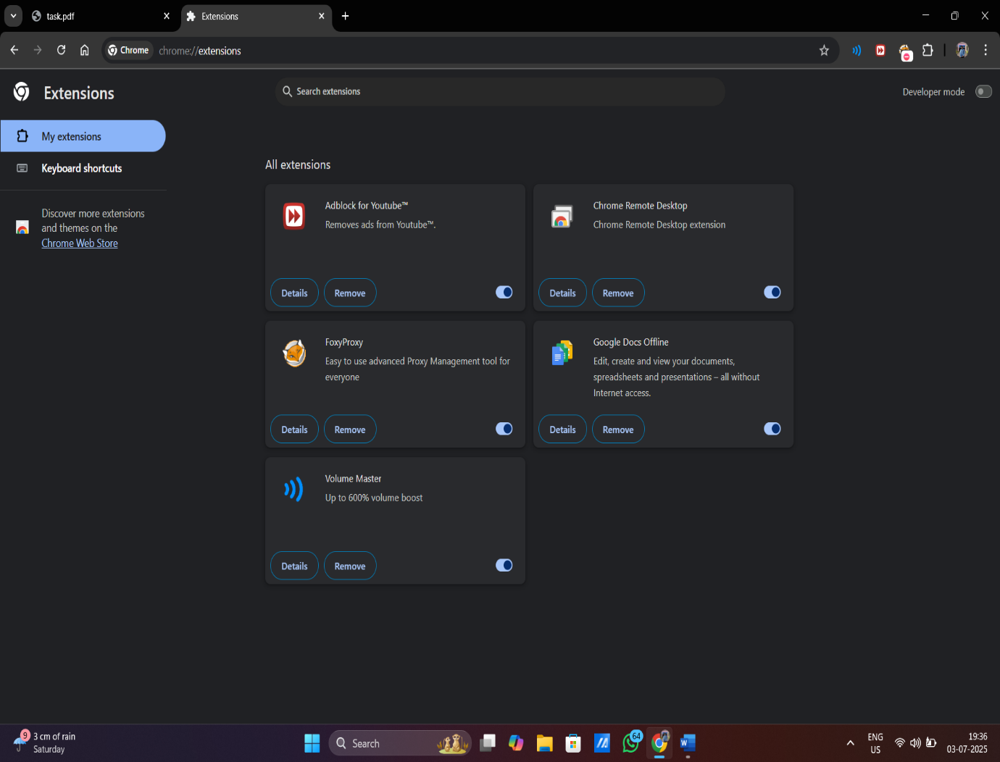 task.pdf
Extensions
Chrome
chrome://extensions
Extensions
Search extensions
Developer mode
My extensions
Keyboard shortcuts
Discover more extensions
and themes on the
Chrome Web Store
All extensions
Adblock for Youtube™
Removes ads from Youtube™.
Details
Remove
Chrome Remote Desktop
Chrome Remote Desktop extension
Details
Remove
FoxyProxy
Easy to use advanced Proxy Management tool for
everyone
Details
Remove
Google Docs Offline
Edit, create and view your documents,
spreadsheets and presentations – all without
Internet access.
Details
Remove
Volume Master
Up to 600% volume boost
Details
Remove
9
3 cm of rain
Saturday
Search
64
W
ENG
US
19:36
03-07-2025